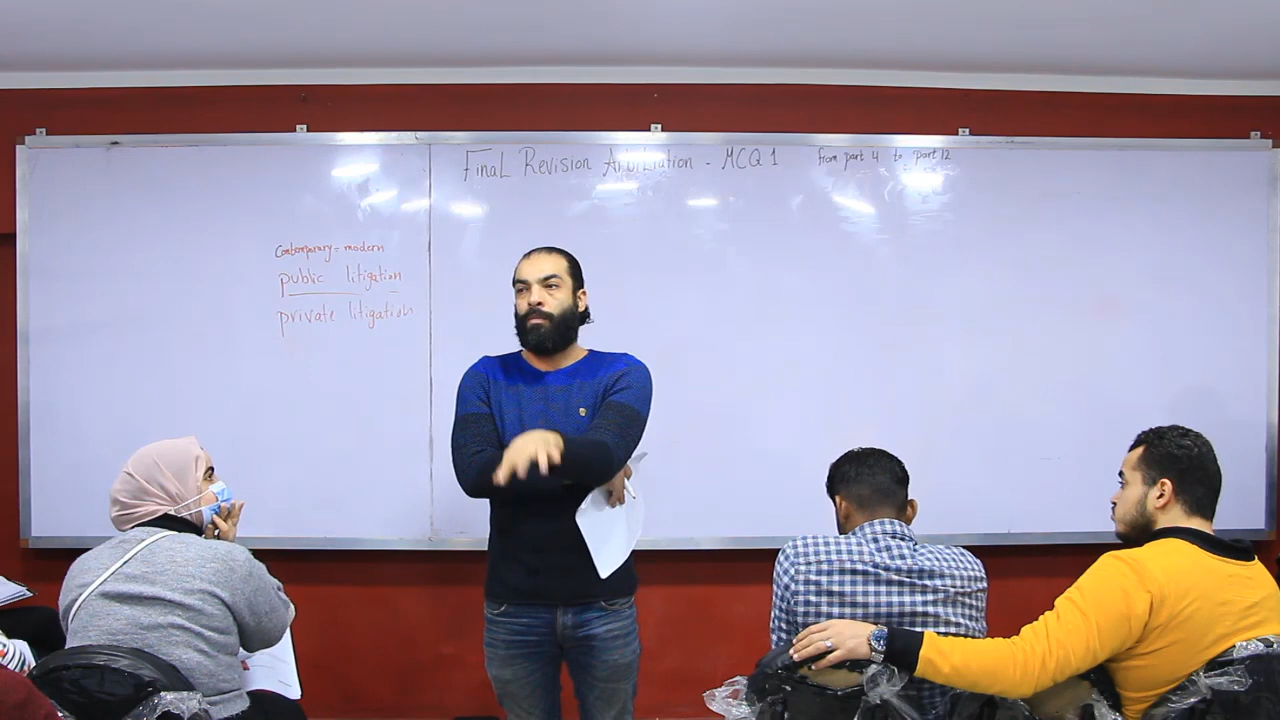 Final Revision Arbitration - MCQ 1 from part 4 to part 12
Contemporary = modern
public litigation
private litigation